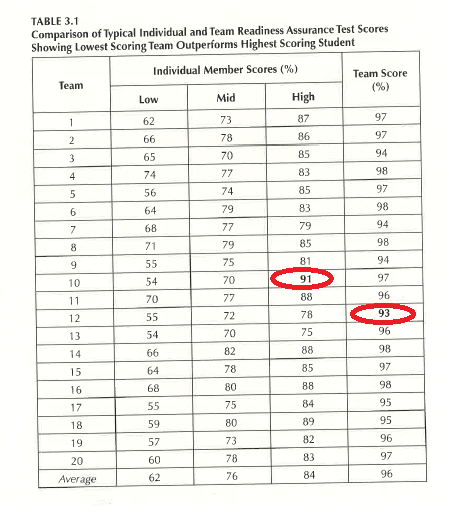 TABLE 3.1
Comparison of Typical Individual and Team Readiness Assurance Test Scores
Showing Lowest Scoring Team Outperforms Highest Scoring Student
Team Individual Member Scores (%) Team Score (%)
Low Mid High
1 62 73 87 97
2 66 78 86 97
3 65 70 85 94
4 74 77 83 98
5 56 74 85 97
6 64 79 83 98
7 68 77 79 94
8 71 79 85 98
9 55 75 81 94
10 54 70 91 97
11 70 77 88 96
12 55 72 78 93
13 54 70 75 96
14 66 82 88 98
15 64 78 85 97
16 68 80 88 98
17 55 75 84 95
18 59 80 89 95
19 57 73 82 96
20 60 78 83 97
Average 62 76 84 96